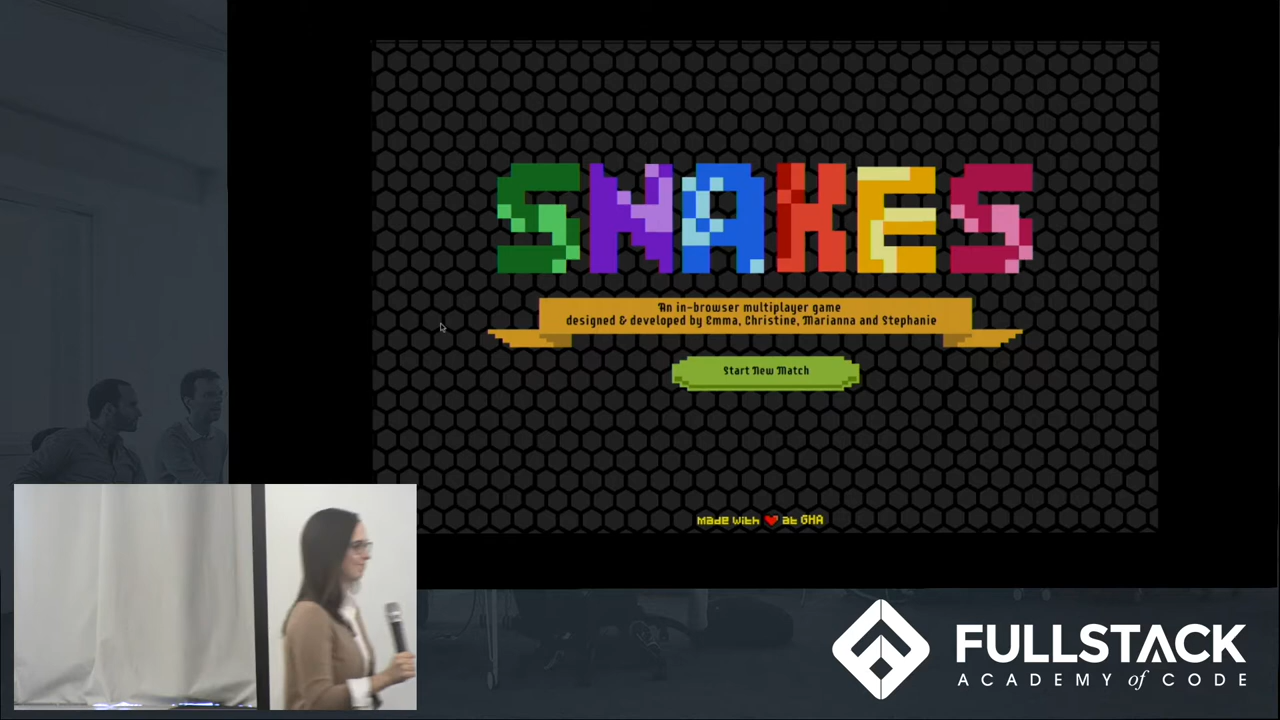 SNAKES
An in-browser multiplayer game
designed & developed by Emma, Christine, Marianna and Stephanie
Start New Match
made with ❤ at GHA
FULLSTACK
ACADEMY of CODE